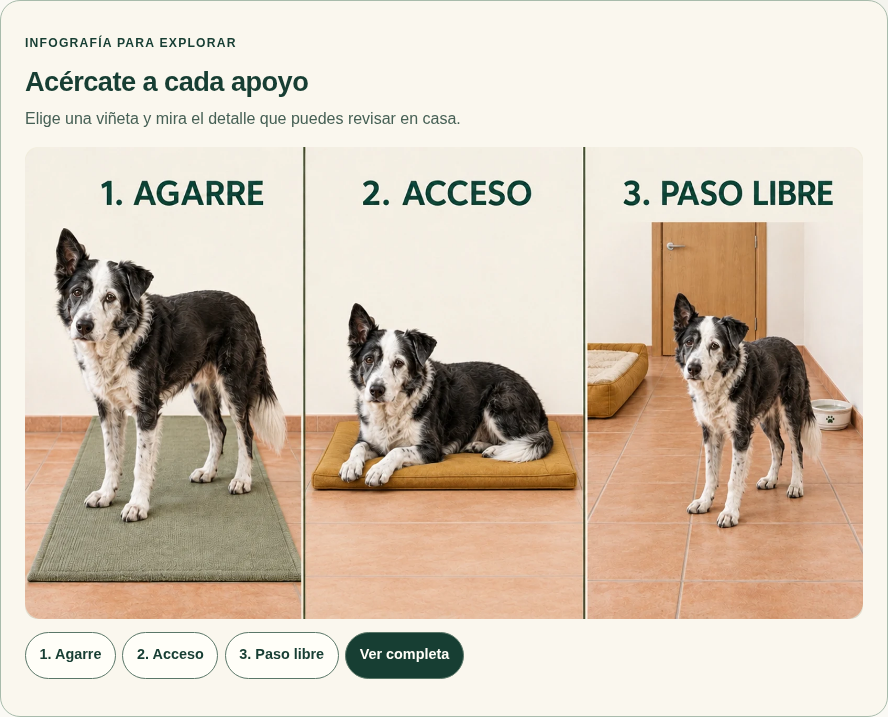 INFOGRAFÍA PARA EXPLORAR
Acércate a cada apoyo
Elige una viñeta y mira el detalle que puedes revisar en casa.
1. AGARRE
2. ACCESO
3. PASO LIBRE
1. Agarre
2. Acceso
3. Paso libre
Ver completa